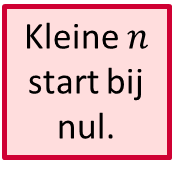 Kleine n
start bij
nul.